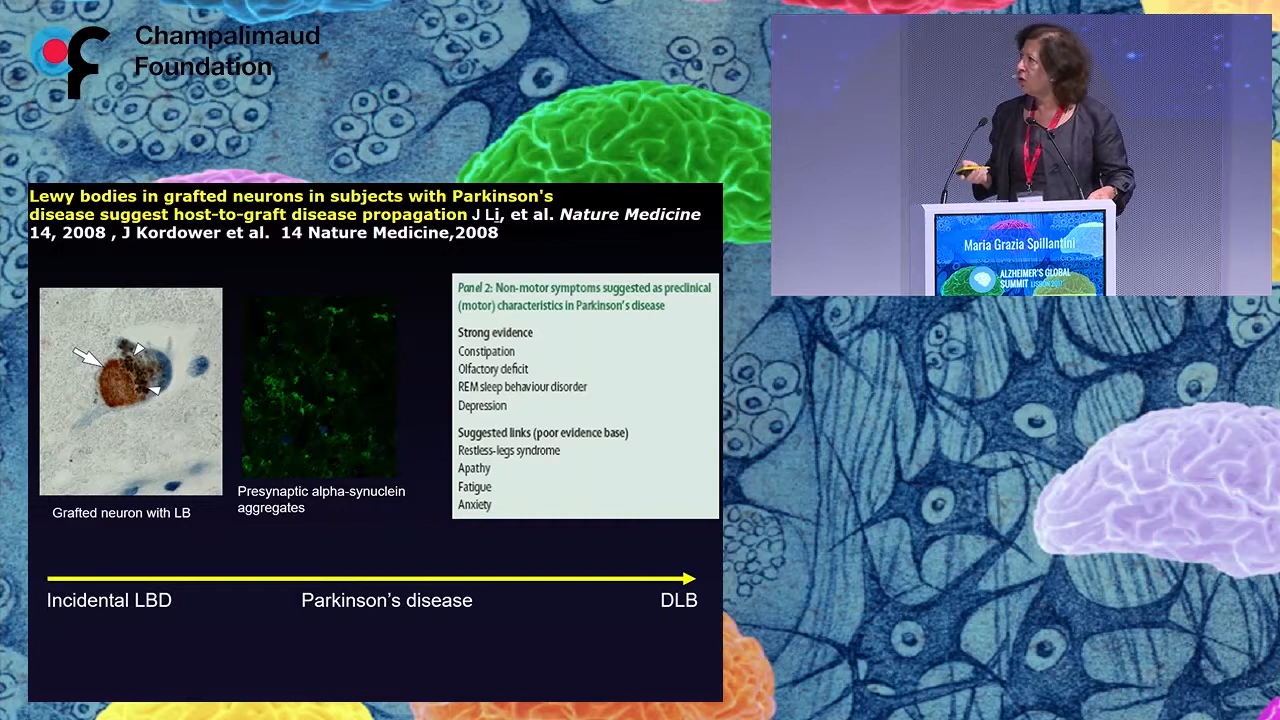 Champalimaud
Foundation
Lewy bodies in grafted neurons in subjects with Parkinson's
disease suggest host-to-graft disease propagation J Li, et al. Nature Medicine
14, 2008 , J Kordower et al. 14 Nature Medicine,2008
Grafted neuron with LB
Presynaptic alpha-synuclein
aggregates
Panel 2: Non-motor symptoms suggested as preclinical
(motor) characteristics in Parkinson's disease
Strong evidence
Constipation
Olfactory deficit
REM sleep behaviour disorder
Depression
Suggested links (poor evidence base)
Restless-legs syndrome
Apathy
Fatigue
Anxiety
Incidental LBD
Parkinson's disease
DLB
Maria Grazia Spillantini
ALZHEIMER'S GLOBAL
SUMMIT LISBON 2017